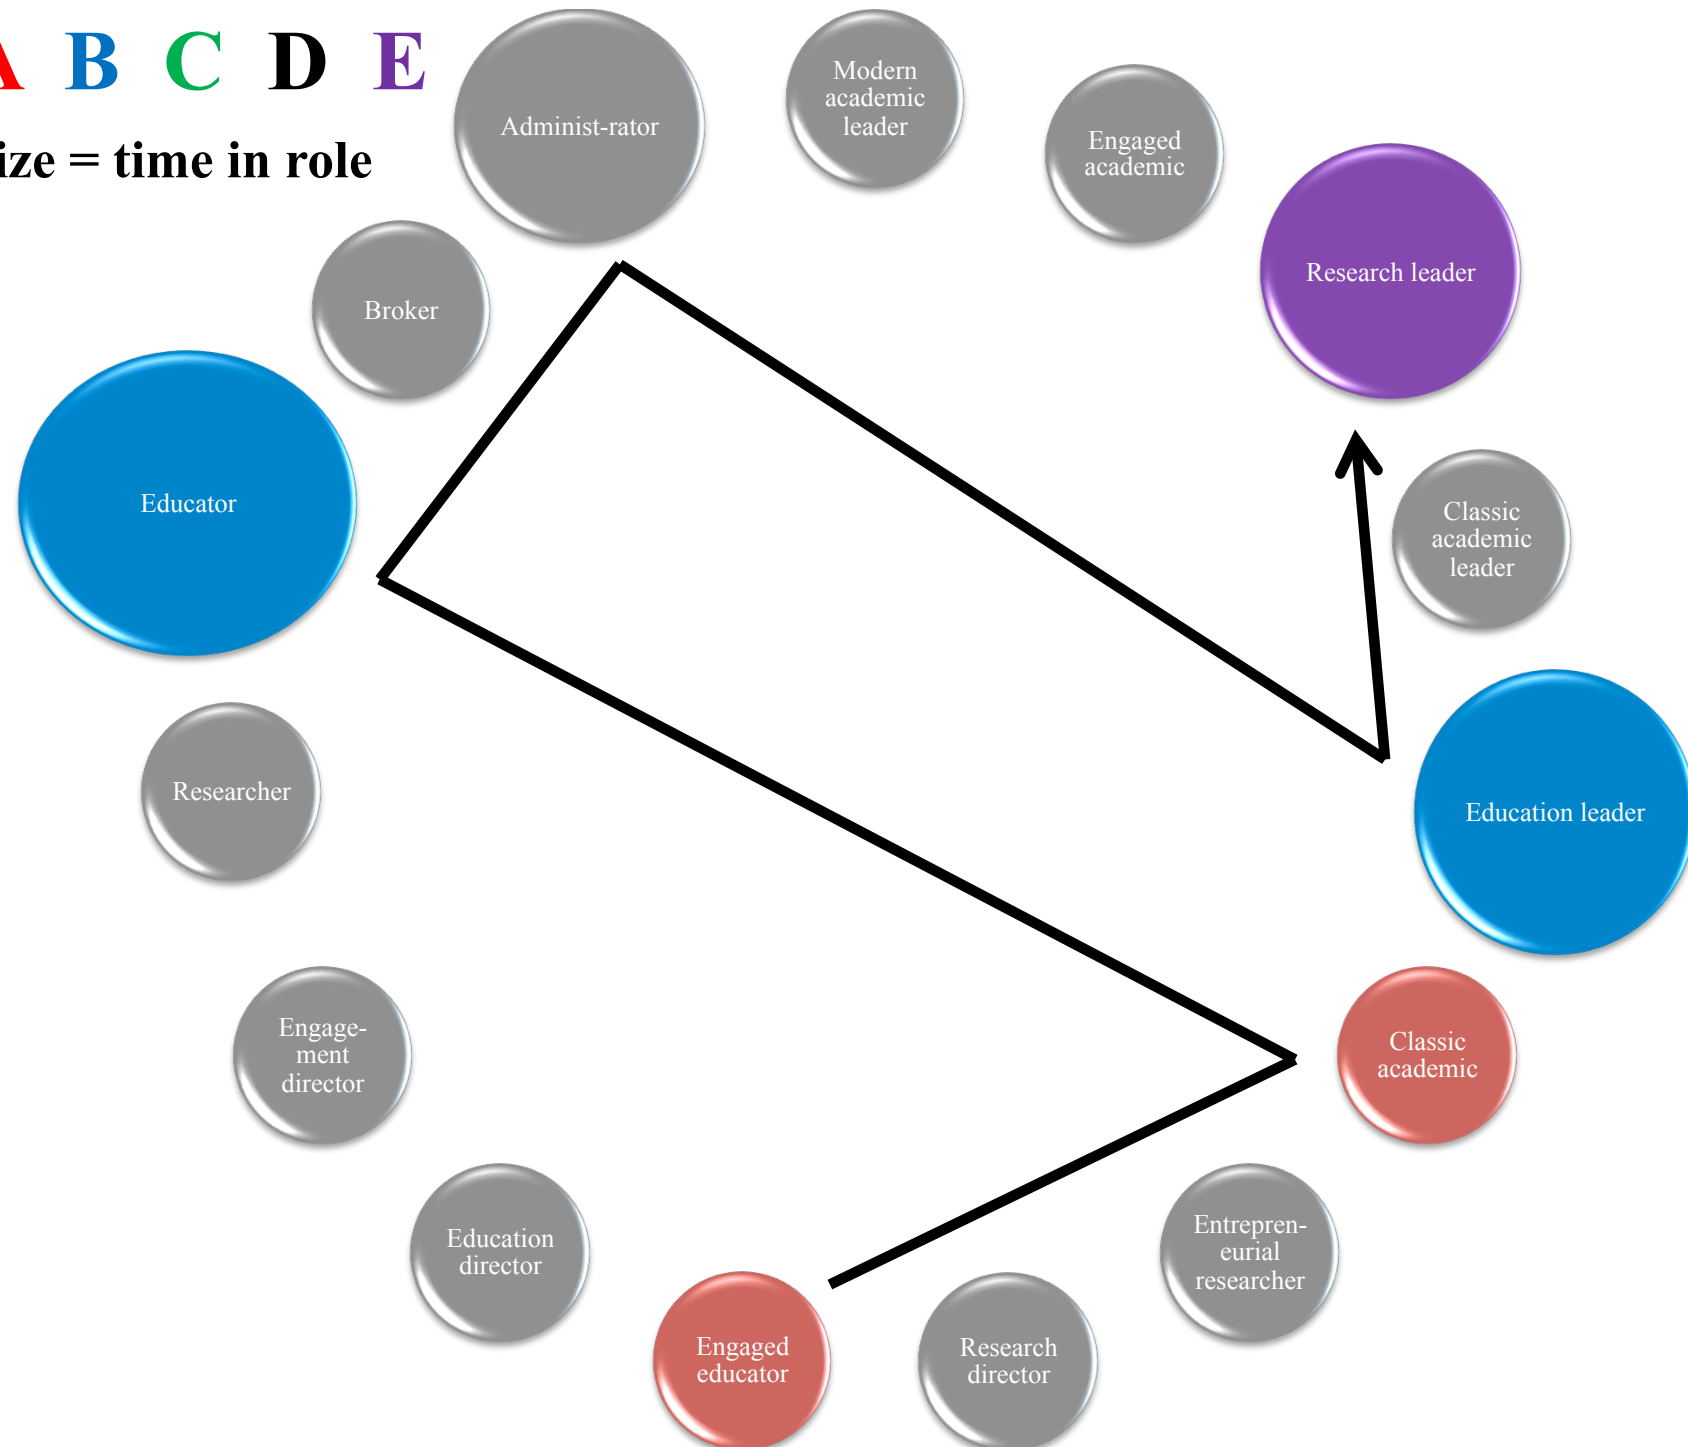 A B C D E
ize = time in role
Administ-rator
Modern
academic
leader
Engaged
academic
Research leader
Broker
Educator
Classic
academic
leader
Researcher
Education leader
Engage-
ment
director
Classic
academic
Education
director
Entrepren-
eurial
researcher
Engaged
educator
Research
director